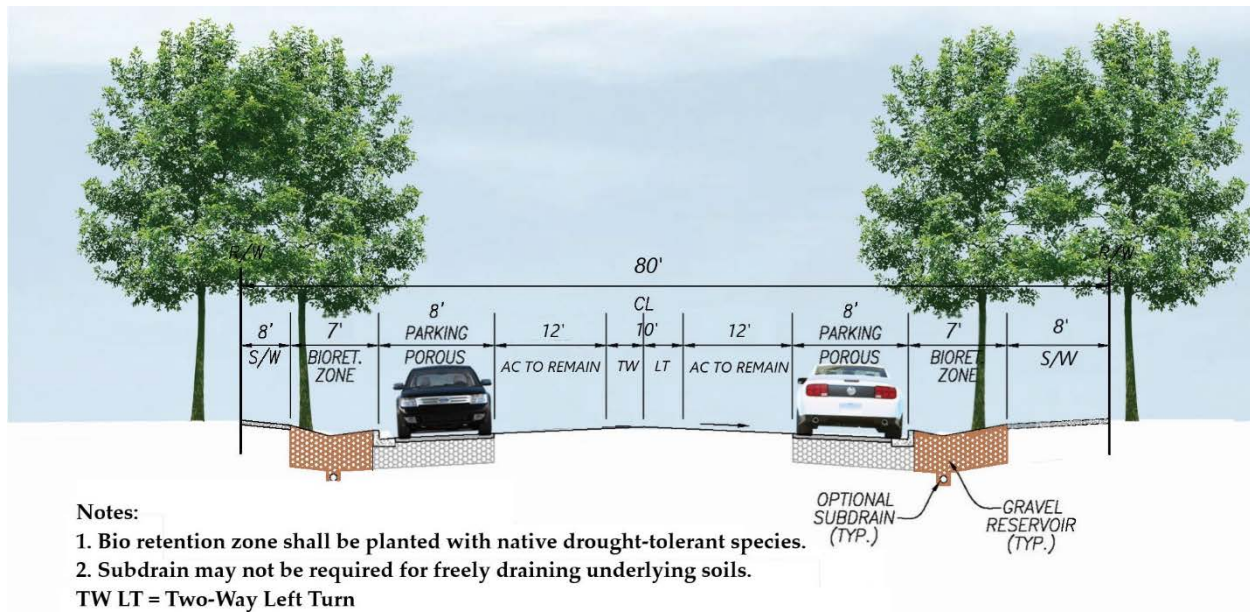 R/W
R/W
80'
CL
8'
7'
8'
12'
10'
12'
8'
7'
8'
S/W
BIORET.
ZONE
PARKING
POROUS
AC TO REMAIN
TW
LT
AC TO REMAIN
PARKING
POROUS
BIORET.
ZONE
S/W
OPTIONAL
SUBDRAIN
(TYP.)
GRAVEL
RESERVOIR
(TYP.)
Notes:
1. Bio retention zone shall be planted with native drought-tolerant species.
2. Subdrain may not be required for freely draining underlying soils.
TW LT = Two-Way Left Turn